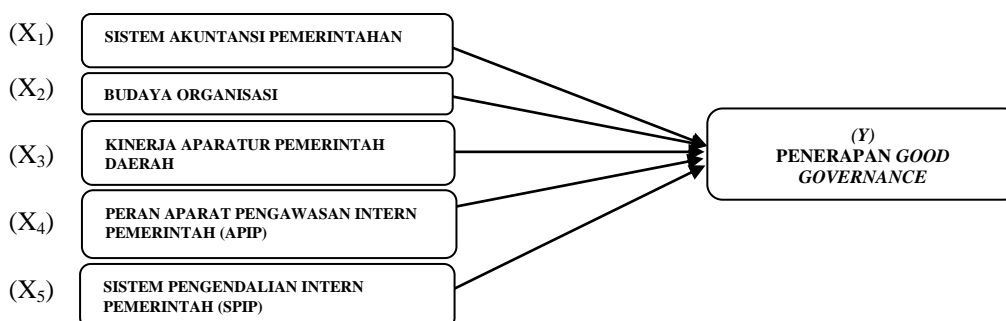 (X1) SISTEM AKUNTANSI PEMERINTAHAN
(X2) BUDAYA ORGANISASI
(X3) KINERJA APARATUR PEMERINTAH
DAERAH
(X4) PERAN APARAT PENGAWASAN INTERN
PEMERINTAH (APIP)
(X5) SISTEM PENGENDALIAN INTERN
PEMERINTAH (SPIP)
(Y)
PENERAPAN GOOD
GOVERNANCE